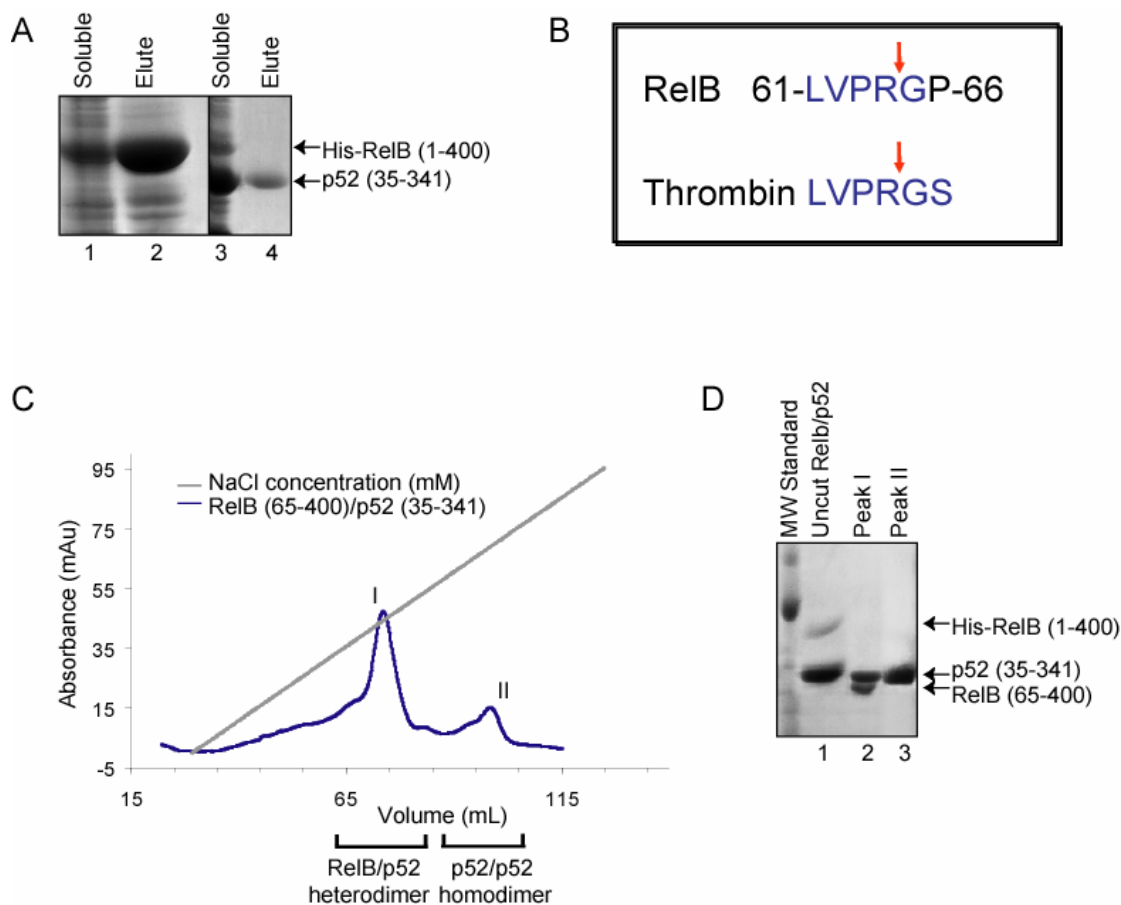 A
Soluble
Elute
Soluble
Elute
His-RelB (1-400)
p52 (35-341)
1 2 3 4
B
RelB 61-LVPRGP-66
Thrombin LVPRGS
C
NaCl concentration (mM)
RelB (65-400)/p52 (35-341)
Absorbance (mAu)
95
75
55
35
15
-5
I
II
15 65 115
Volume (mL)
RelB/p52
heterodimer
p52/p52
homodimer
D
MW Standard
Uncut Relb/p52
Peak I
Peak II
His-RelB (1-400)
p52 (35-341)
RelB (65-400)
1 2 3